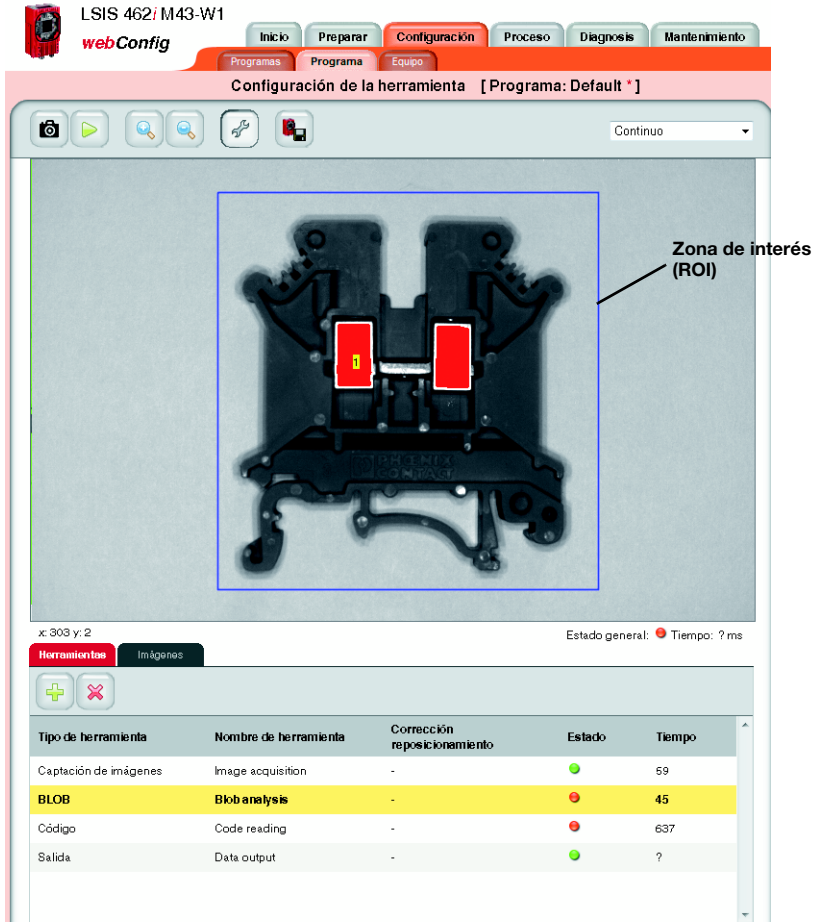 LSIS 462i M43-W1
webConfig
Inicio
Preparar
Configuración
Proceso
Diagnosis
Mantenimiento
Programas
Programa
Equipo
Configuración de la herramienta [Programa: Default *]
Continuo
Zona de interés
(ROI)
1
PHŒNIX
CONTACT
x: 303 y: 2
Estado general: Tiempo: ? ms
Herramientas
Imágenes
Tipo de herramienta Nombre de herramienta Corrección reposicionamiento Estado Tiempo
Captación de imágenes Image acquisition - 59
BLOB Blob analysis - 45
Código Code reading - 637
Salida Data output - ?